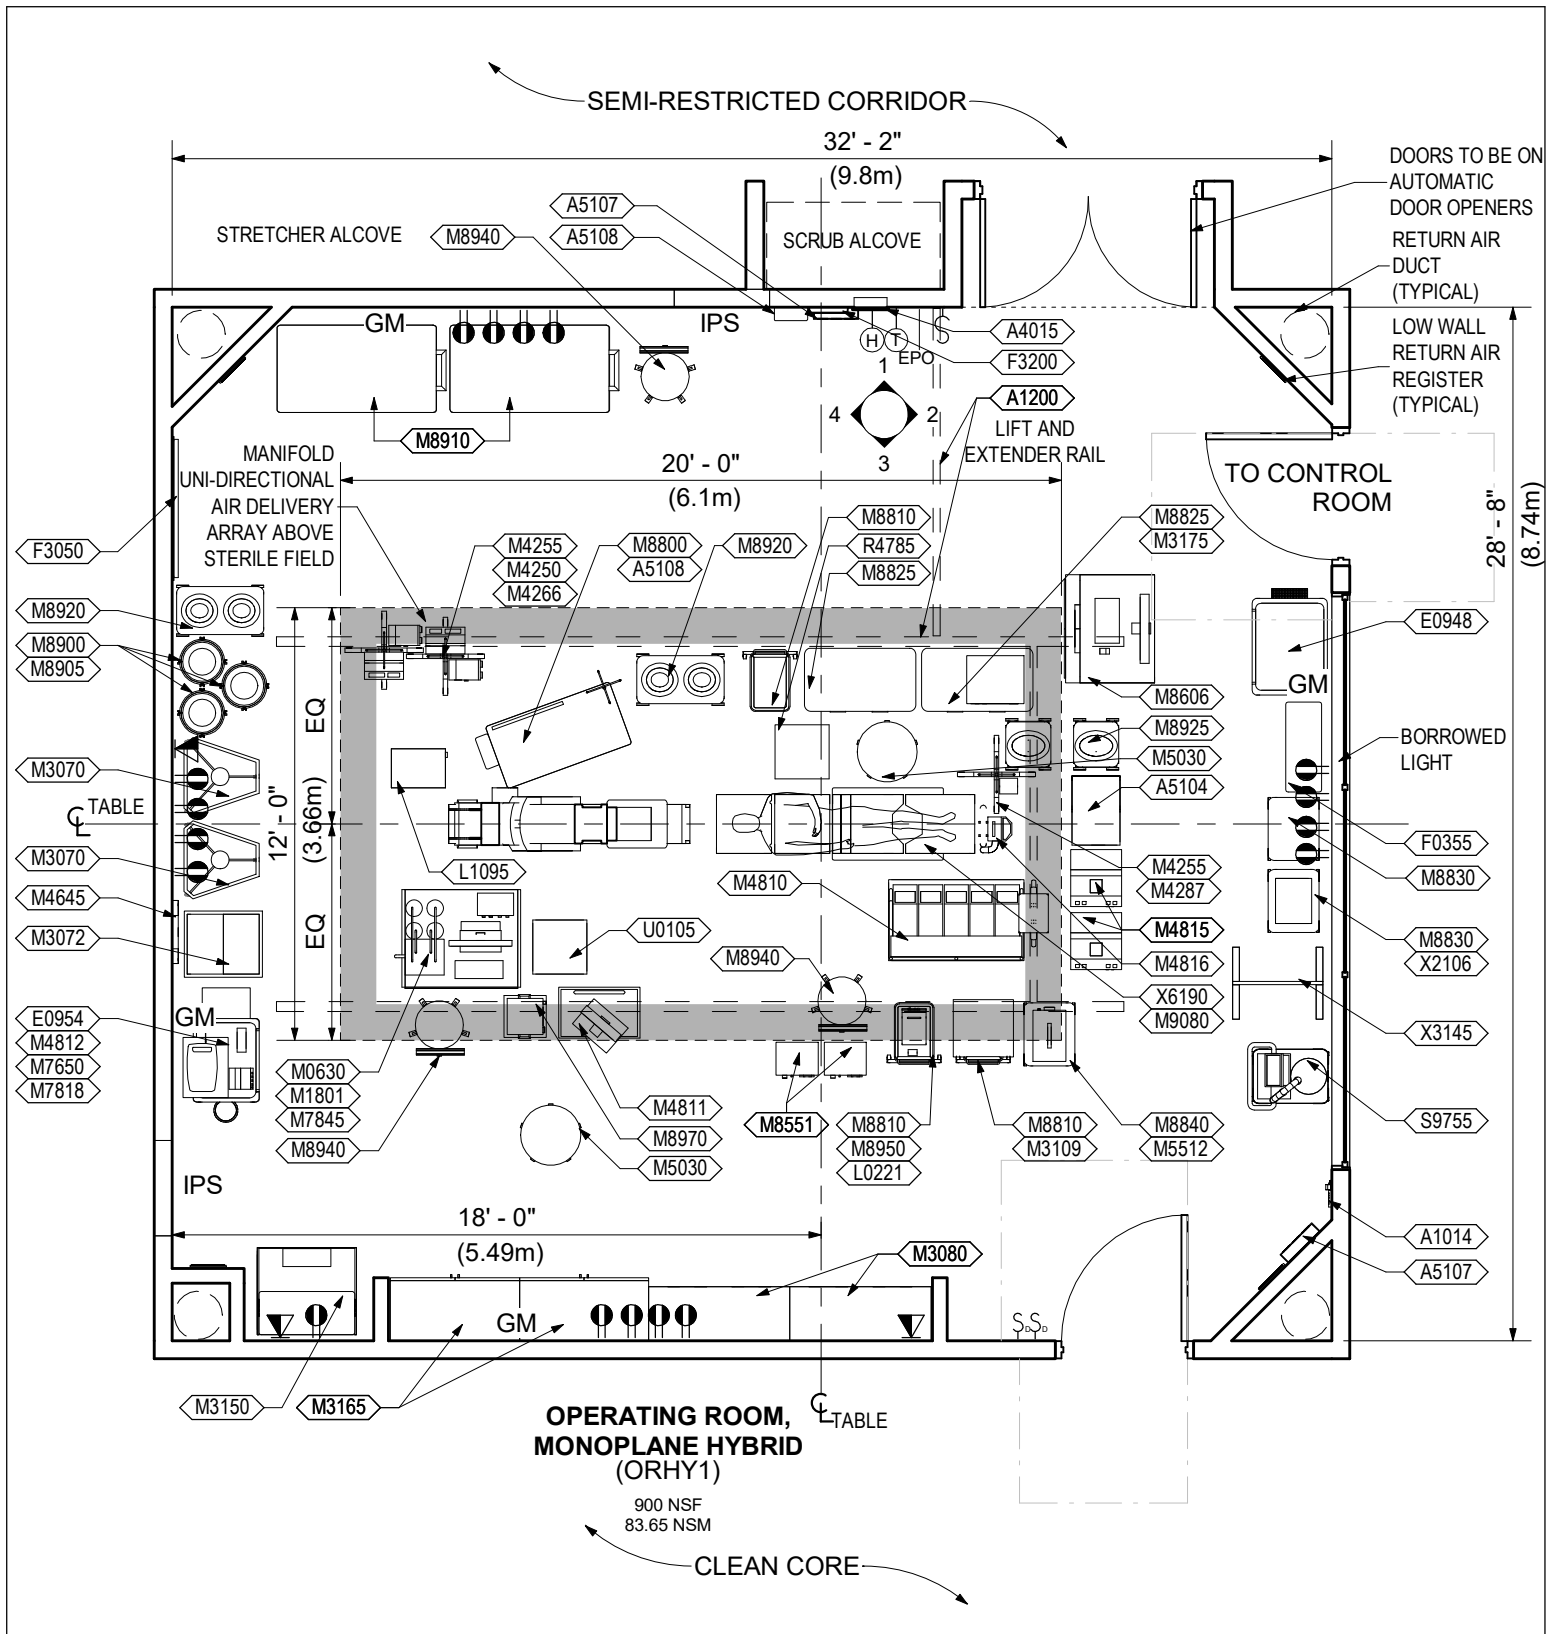 SEMI-RESTRICTED CORRIDOR
32' - 2"
(9.8m)
DOORS TO BE ON
AUTOMATIC
DOOR OPENERS
RETURN AIR
DUCT
(TYPICAL)
LOW WALL
RETURN AIR
REGISTER
(TYPICAL)
STRETCHER ALCOVE
M8940
A5107
A5108
SCRUB ALCOVE
GM
IPS
H
T
EPO
S
A4015
F3200
A1200
LIFT AND
EXTENDER RAIL
1
2
3
4
M8910
MANIFOLD
UNI-DIRECTIONAL
AIR DELIVERY
ARRAY ABOVE
STERILE FIELD
20' - 0"
(6.1m)
TO CONTROL
ROOM
28' - 8"
(8.74m)
F3050
M4255
M4250
M4266
M8800
A5108
M8920
M8810
R4785
M8825
M8825
M3175
M8920
M8900
M8905
E0948
GM
M8606
M8925
M5030
A5104
BORROWED
LIGHT
M3070
TABLE
M3070
M4645
M3072
EQ
12' - 0"
(3.66m)
EQ
L1095
M4810
U0105
M8940
M4255
M4287
M4815
M4816
X6190
M9080
F0355
M8830
M8830
X2106
X3145
S9755
GM
E0954
M4812
M7650
M7818
M0630
M1801
M7845
M8940
M4811
M8970
M5030
M8551
M8810
M8950
L0221
M8810
M3109
M8840
M5512
IPS
18' - 0"
(5.49m)
M3080
A1014
A5107
GM
SD SD
M3150
M3165
TABLE
OPERATING ROOM,
MONOPLANE HYBRID
(ORHY1)
900 NSF
83.65 NSM
CLEAN CORE